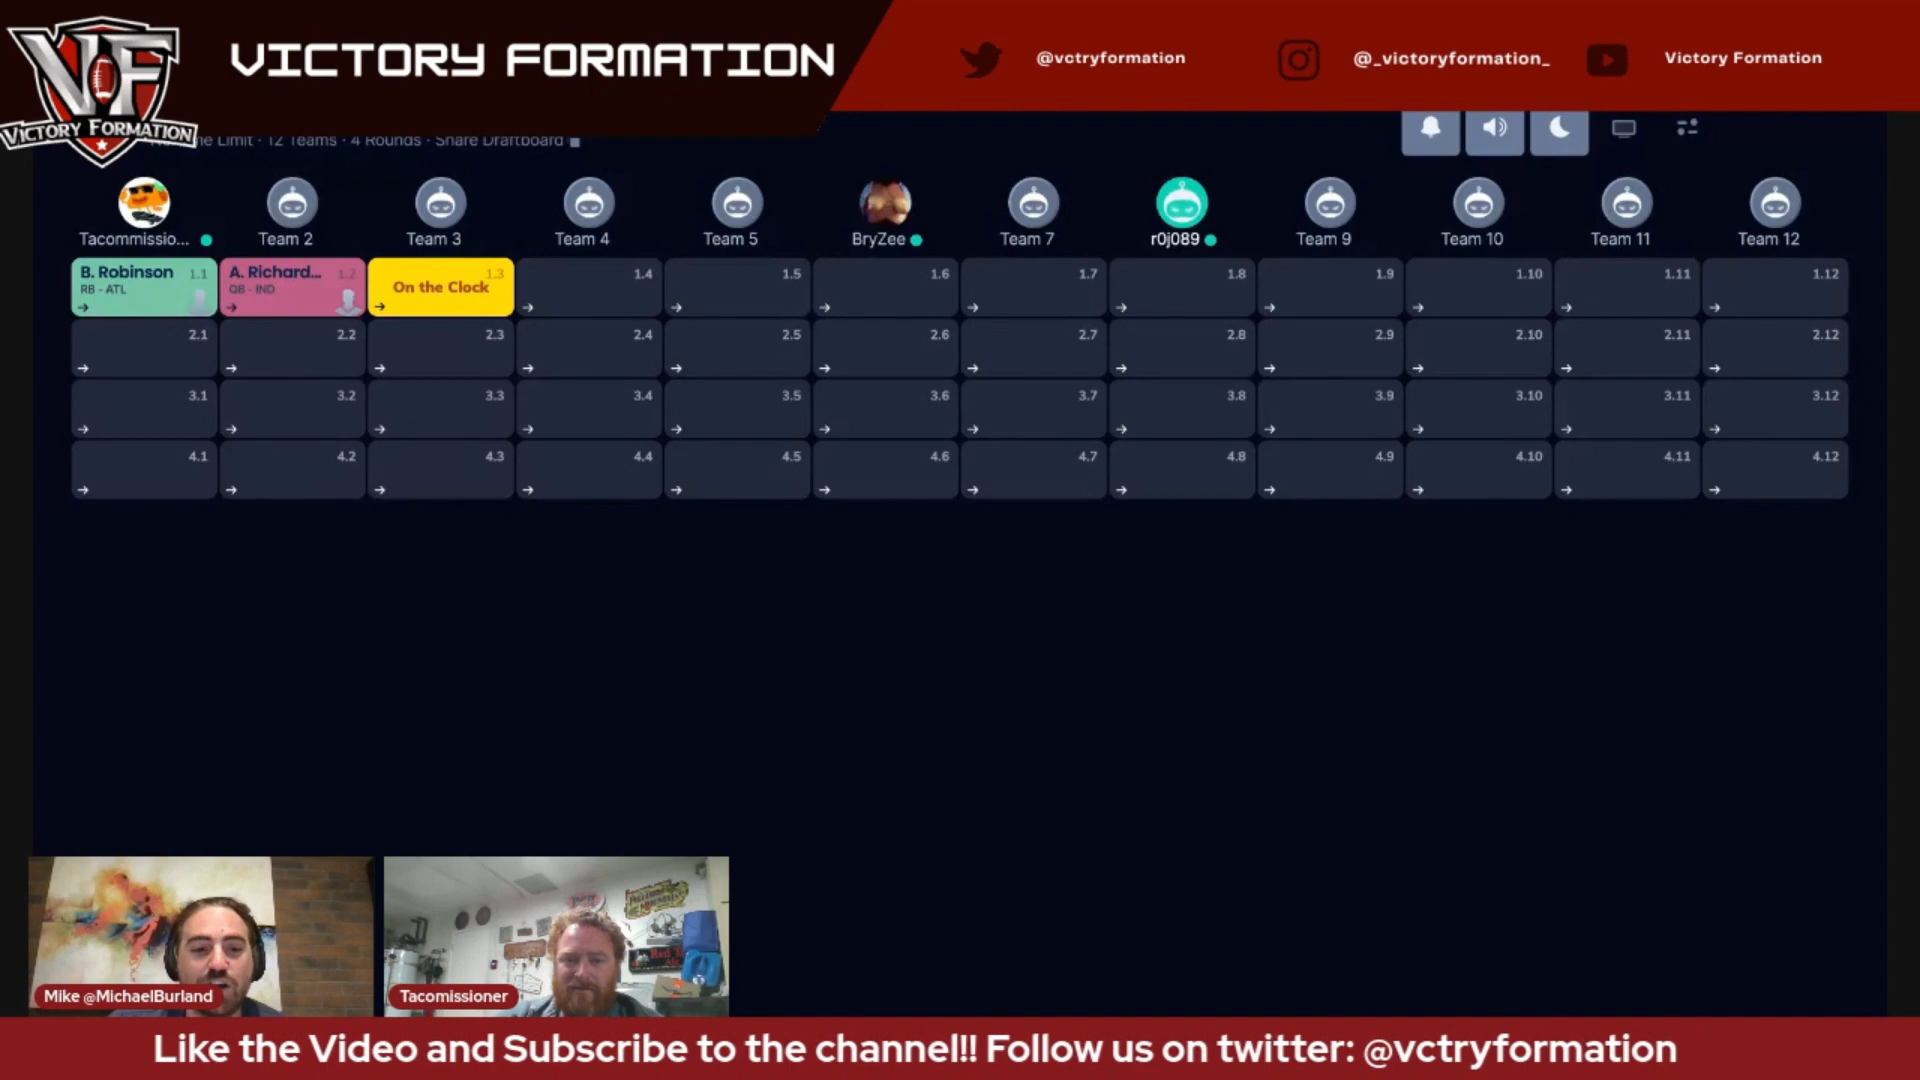 VF
VICTORY FORMATION
VICTORY FORMATION
@vctryformation
@_victoryformation_
Victory Formation
Limit · 12 Teams · 4 Rounds · Share Draftboard
Tacommissio...
Team 2
Team 3
Team 4
Team 5
BryZee
Team 7
r0j089
Team 9
Team 10
Team 11
Team 12
B. Robinson 1.1
RB - ATL
A. Richard... 1.2
QB - IND
1.3
On the Clock
1.4
1.5
1.6
1.7
1.8
1.9
1.10
1.11
1.12
2.1
2.2
2.3
2.4
2.5
2.6
2.7
2.8
2.9
2.10
2.11
2.12
3.1
3.2
3.3
3.4
3.5
3.6
3.7
3.8
3.9
3.10
3.11
3.12
4.1
4.2
4.3
4.4
4.5
4.6
4.7
4.8
4.9
4.10
4.11
4.12
Mike @MichaelBurland
Tacomissioner
Like the Video and Subscribe to the channel!! Follow us on twitter: @vctryformation